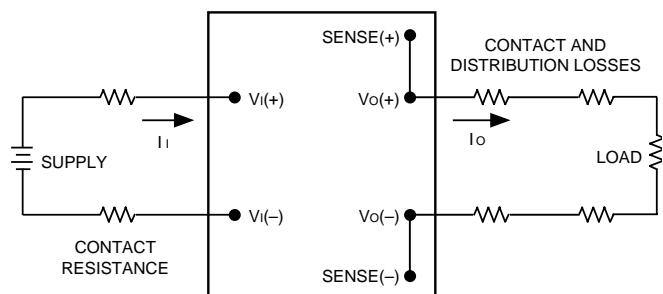 SENSE(+)
CONTACT AND
DISTRIBUTION LOSSES
VI(+)
VO(+)
II
IO
SUPPLY
LOAD
VI(–)
VO(–)
CONTACT
RESISTANCE
SENSE(–)